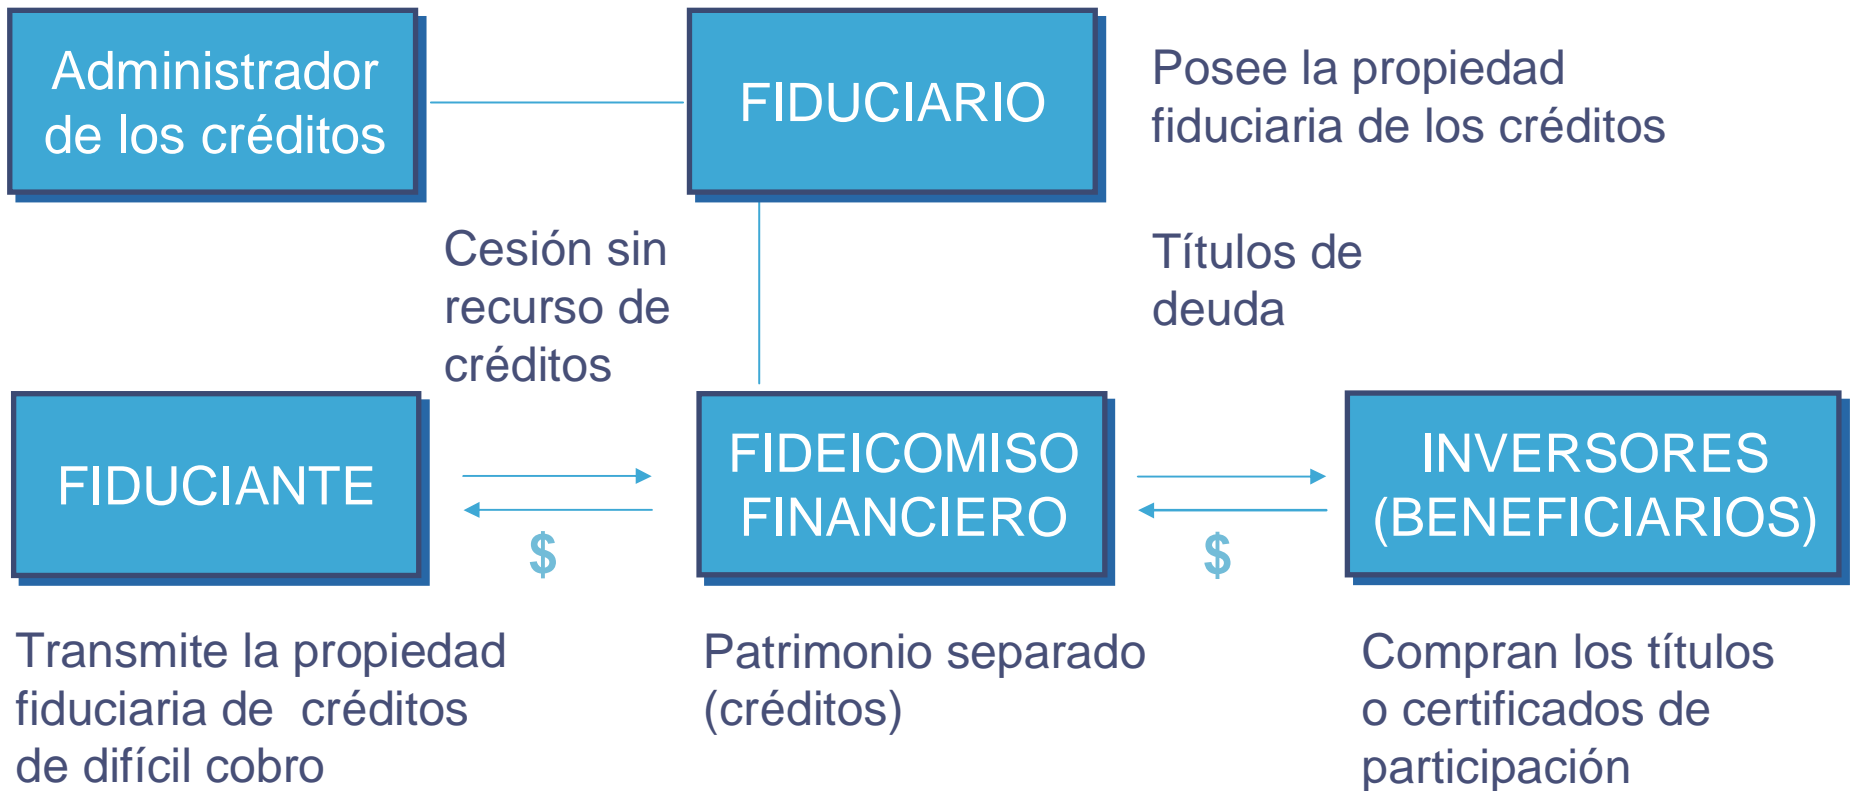 Administrador
de los créditos
FIDUCIARIO
Posee la propiedad
fiduciaria de los créditos
Cesión sin
recurso de
créditos
Títulos de
deuda
FIDUCIANTE
$
FIDEICOMISO
FINANCIERO
$
INVERSORES
(BENEFICIARIOS)
Transmite la propiedad
fiduciaria de créditos
de difícil cobro
Patrimonio separado
(créditos)
Compran los títulos
o certificados de
participación